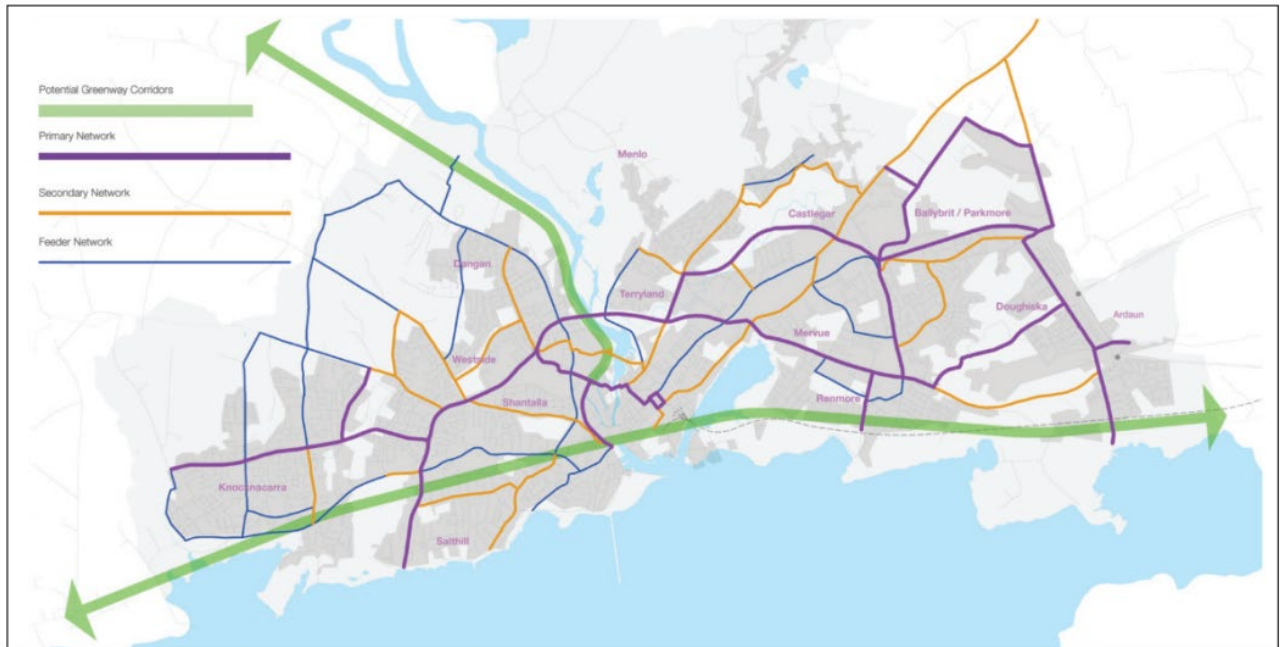 Potential Greenway Corridors
Primary Network
Secondary Network
Feeder Network
Menlo
Castlegar
Ballybrit / Parkmore
Dangan
Terryland
Doughiska
Ardaun
Mervue
Westside
Renmore
Shantalla
Knocknacarra
Salthill